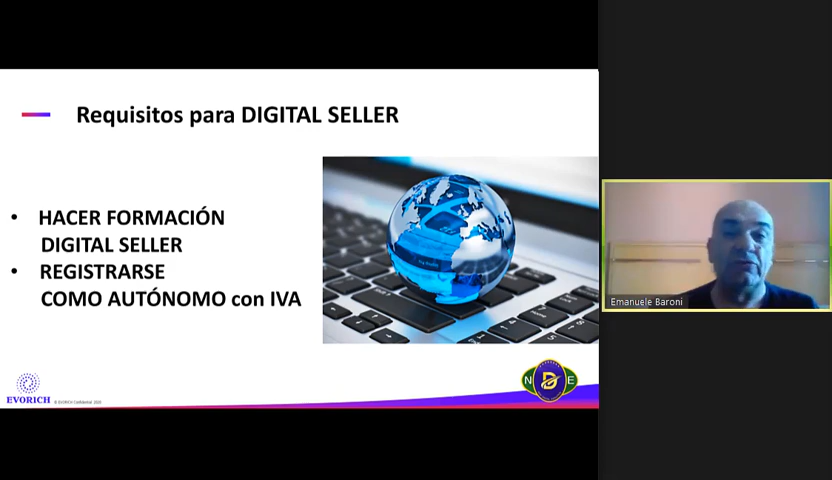 Requisitos para DIGITAL SELLER
• HACER FORMACIÓN
DIGITAL SELLER
• REGISTRARSE
COMO AUTÓNOMO con IVA
Emanuele Baroni
N D E
EVORICH
© EVORICH Confidential 2020